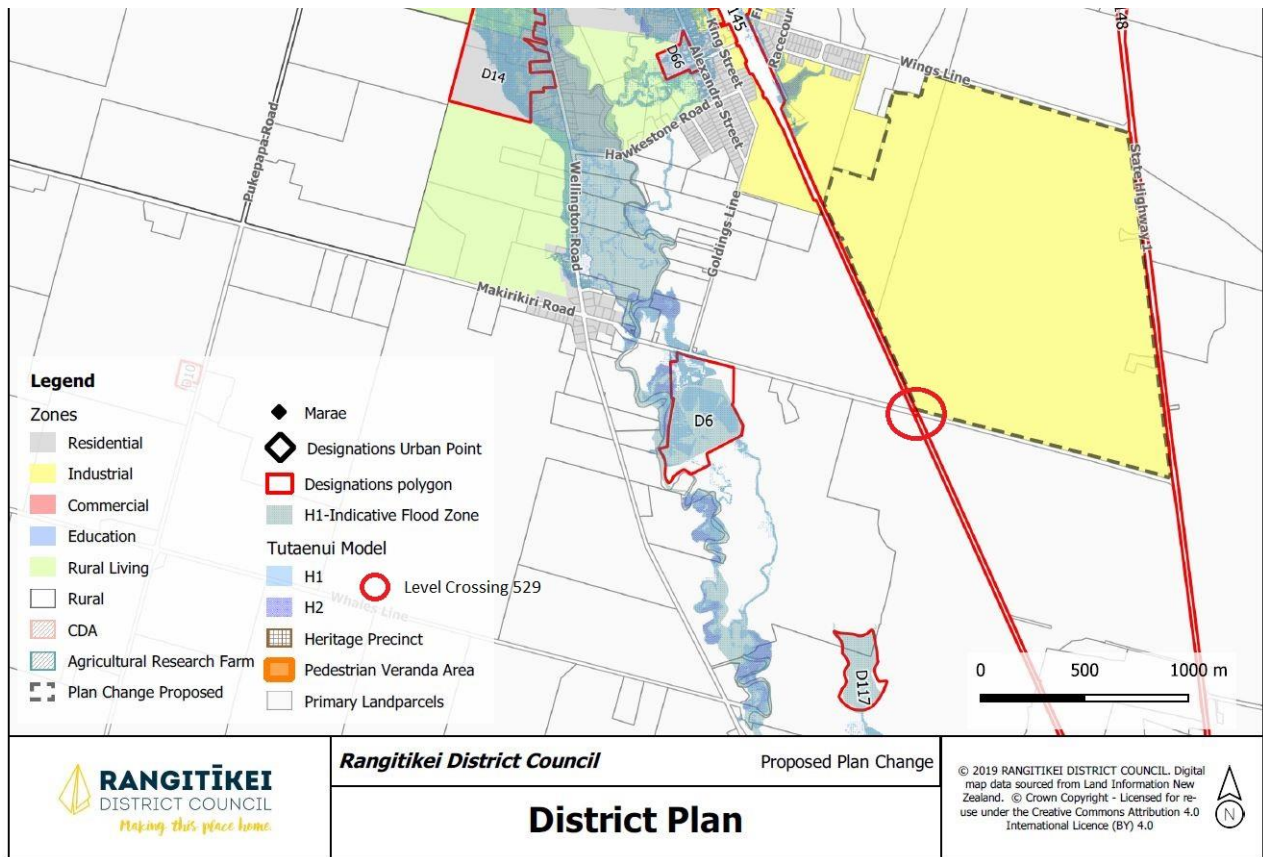 145
148
King Street
Racecour
D66
Alexandra Street
Wings Line
D14
Pukepapa Road
Hawkestone Road
Wellington Road
State Highway 1
Goldings Line
Makirikiri Road
D6
D117
Whales Line
Legend
Zones
Residential
Industrial
Commercial
Education
Rural Living
Rural
CDA
Agricultural Research Farm
Plan Change Proposed
Marae
Designations Urban Point
Designations polygon
H1-Indicative Flood Zone
Tutaenui Model
H1
H2
Level Crossing 529
Heritage Precinct
Pedestrian Veranda Area
Primary Landparcels
0 500 1000 m
RANGITĪKEI
DISTRICT COUNCIL
Making this place home.
Rangitikei District Council
Proposed Plan Change
District Plan
© 2019 RANGITIKEI DISTRICT COUNCIL. Digital
map data sourced from Land Information New
Zealand. © Crown Copyright - Licensed for re-
use under the Creative Commons Attribution 4.0
International Licence (BY) 4.0
N